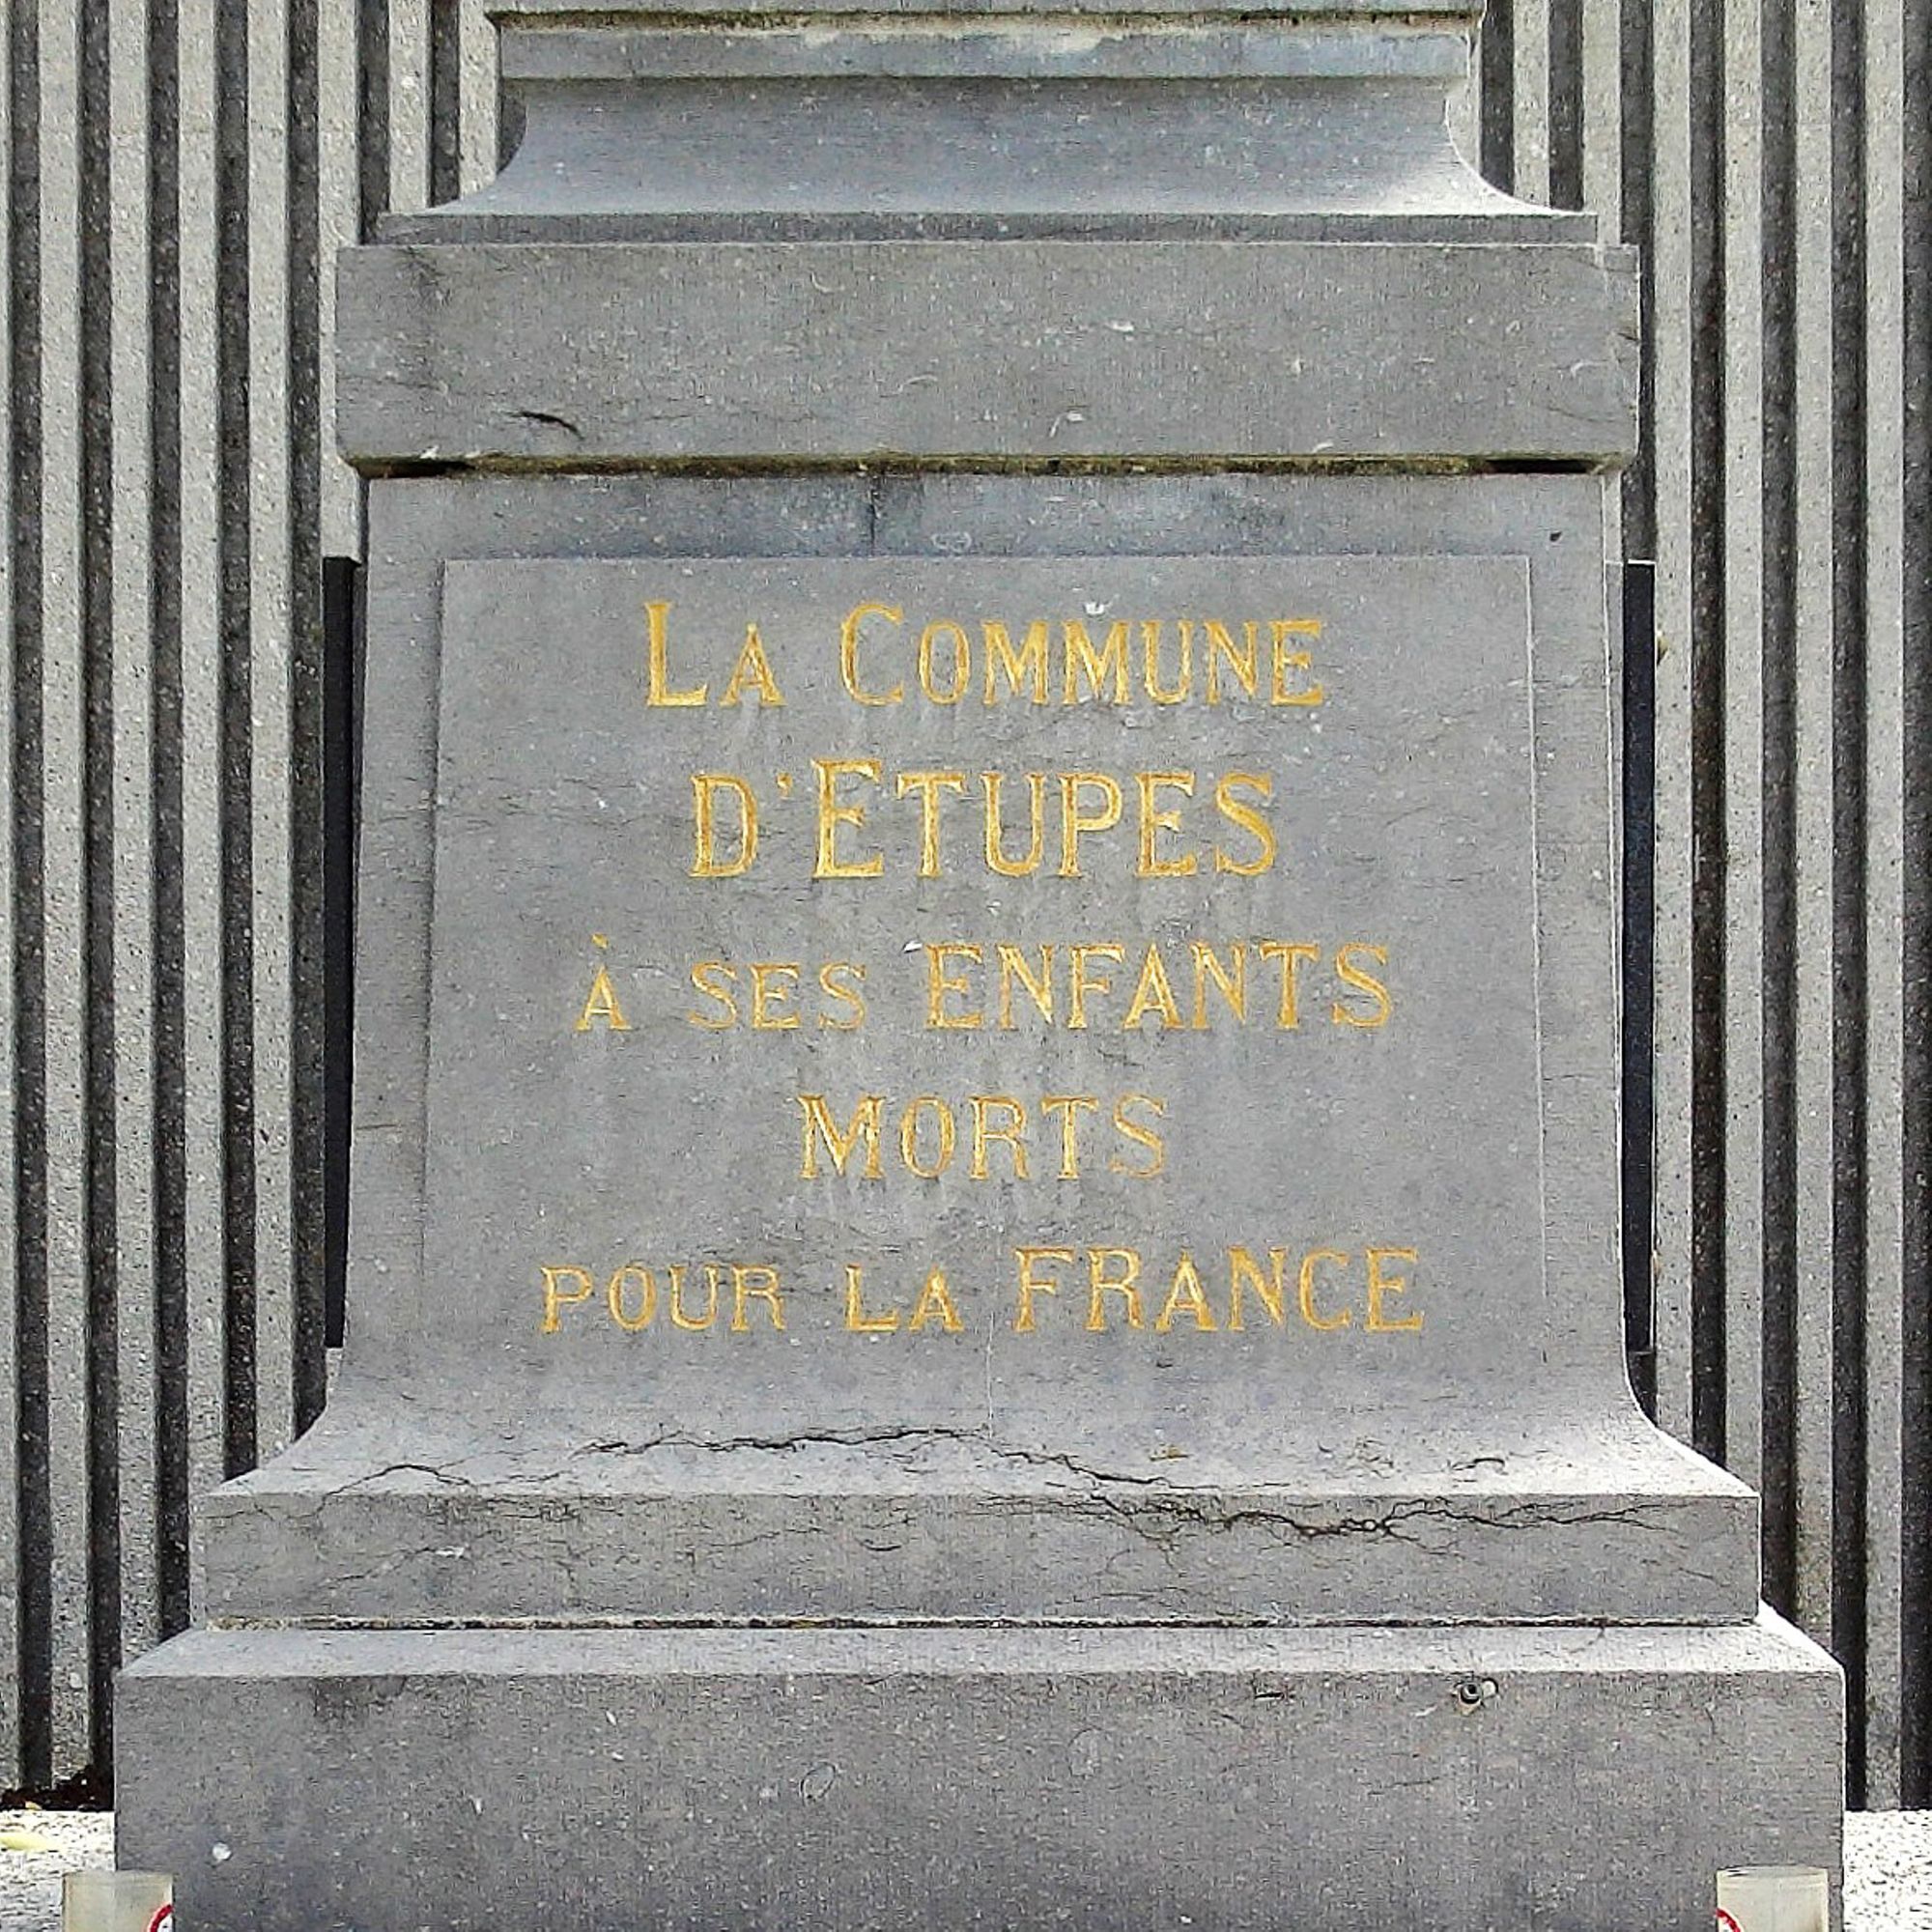 LA COMMUNE
D'ETUPES
À SES ENFANTS
MORTS
POUR LA FRANCE